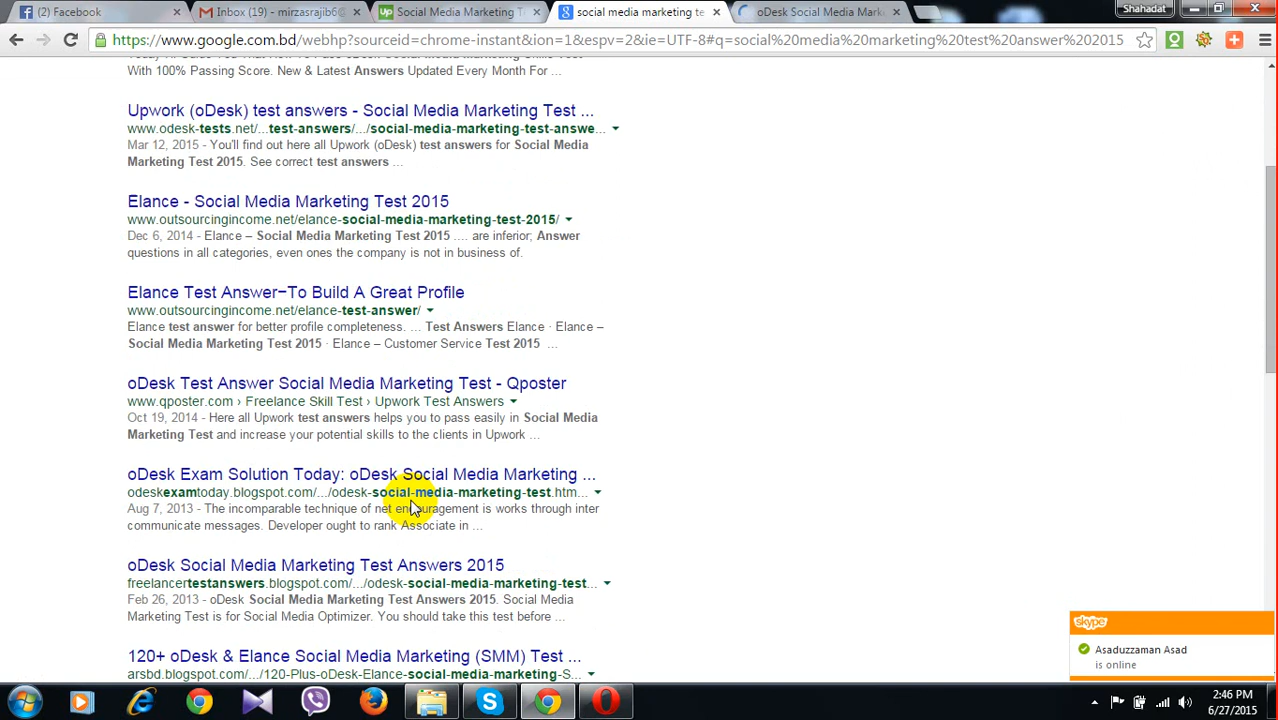 (2) Facebook
Inbox (19) - mirzasrajib6@
Social Media Marketing T
social media marketing te
oDesk Social Media Mark
Shahadat
https://www.google.com.bd/webhp?sourceid=chrome-instant&ion=1&espv=2&ie=UTF-8#q=social%20media%20marketing%20test%20answer%202015
With 100% Passing Score. New & Latest Answers Updated Every Month For ...
Upwork (oDesk) test answers - Social Media Marketing Test ...
www.odesk-tests.net/...test-answers/.../social-media-marketing-test-answe...
Mar 12, 2015 - You'll find out here all Upwork (oDesk) test answers for Social Media
Marketing Test 2015. See correct test answers ...
Elance - Social Media Marketing Test 2015
www.outsourcingincome.net/elance-social-media-marketing-test-2015/
Dec 6, 2014 - Elance – Social Media Marketing Test 2015 .... are inferior; Answer
questions in all categories, even ones the company is not in business of.
Elance Test Answer–To Build A Great Profile
www.outsourcingincome.net/elance-test-answer/
Elance test answer for better profile completeness. ... Test Answers Elance · Elance –
Social Media Marketing Test 2015 · Elance – Customer Service Test 2015 ...
oDesk Test Answer Social Media Marketing Test - Qposter
www.qposter.com › Freelance Skill Test › Upwork Test Answers
Oct 19, 2014 - Here all Upwork test answers helps you to pass easily in Social Media
Marketing Test and increase your potential skills to the clients in Upwork ...
oDesk Exam Solution Today: oDesk Social Media Marketing ...
odeskexamtoday.blogspot.com/.../odesk-social-media-marketing-test.htm...
Aug 7, 2013 - The incomparable technique of net encouragement is works through inter
communicate messages. Developer ought to rank Associate in ...
oDesk Social Media Marketing Test Answers 2015
freelancertestanswers.blogspot.com/.../odesk-social-media-marketing-test...
Feb 26, 2013 - oDesk Social Media Marketing Test Answers 2015. Social Media
Marketing Test is for Social Media Optimizer. You should take this test before ...
120+ oDesk & Elance Social Media Marketing (SMM) Test ...
arsbd.blogspot.com/.../120-Plus-oDesk-Elance-social-media-marketing-S...
skype
Asaduzzaman Asad
is online
2:46 PM
6/27/2015